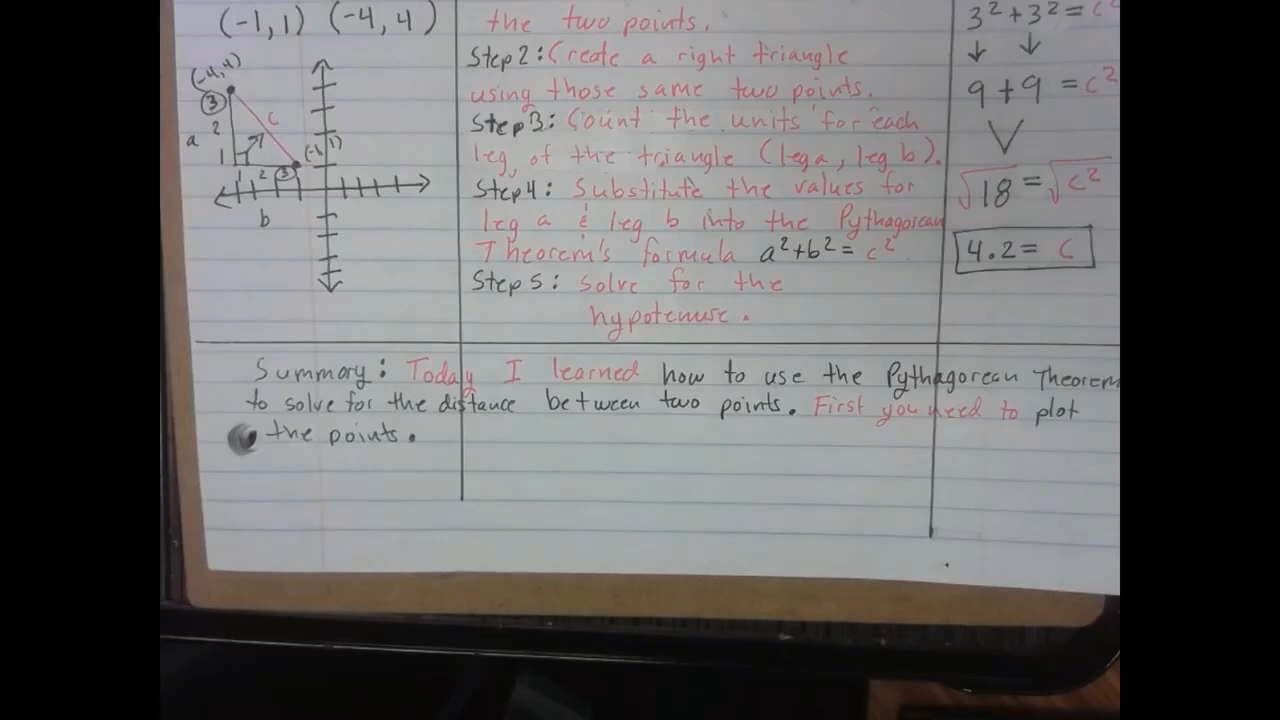 (-1,1) (-4,4)
(-4,4)
3
c
2
a
1
(-1,1)
1 2 3
b
the two points.
Step 2: Create a right triangle
using those same two points.
Step 3: Count the units for each
leg of the triangle (leg a, leg b).
Step 4: Substitute the values for
leg a & leg b into the Pythagorean
Theorem's formula a²+b²= c²
Step 5: Solve for the
hypotenuse.
3²+3²= c²
9+9 = c²
√18 = √c²
4.2 = c
Summary: Today I learned how to use the Pythagorean Theorem
to solve for the distance between two points. First you need to plot
the points.